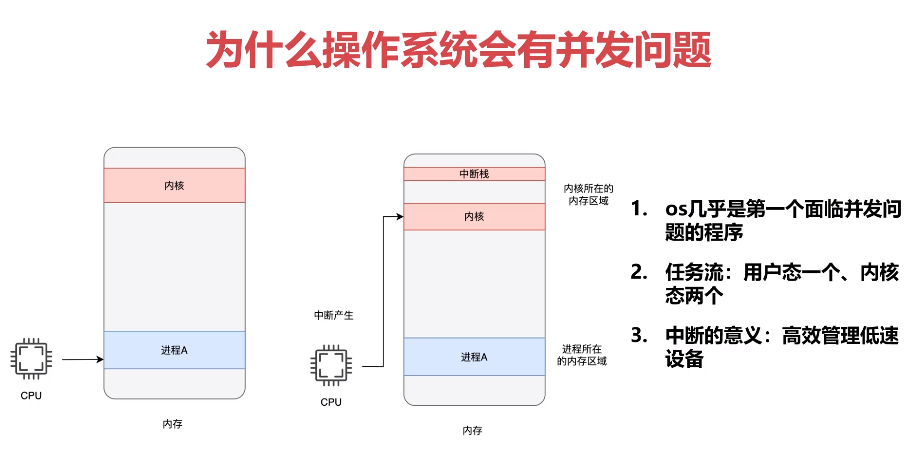 为什么操作系统会有并发问题
内核
进程A
CPU
内存
中断栈
内核
内核所在的
内存区域
中断产生
进程A
进程所在
的内存区域
CPU
内存
1. os几乎是第一个面临并发问
题的程序
2. 任务流：用户态一个、内核
态两个
3. 中断的意义：高效管理低速
设备